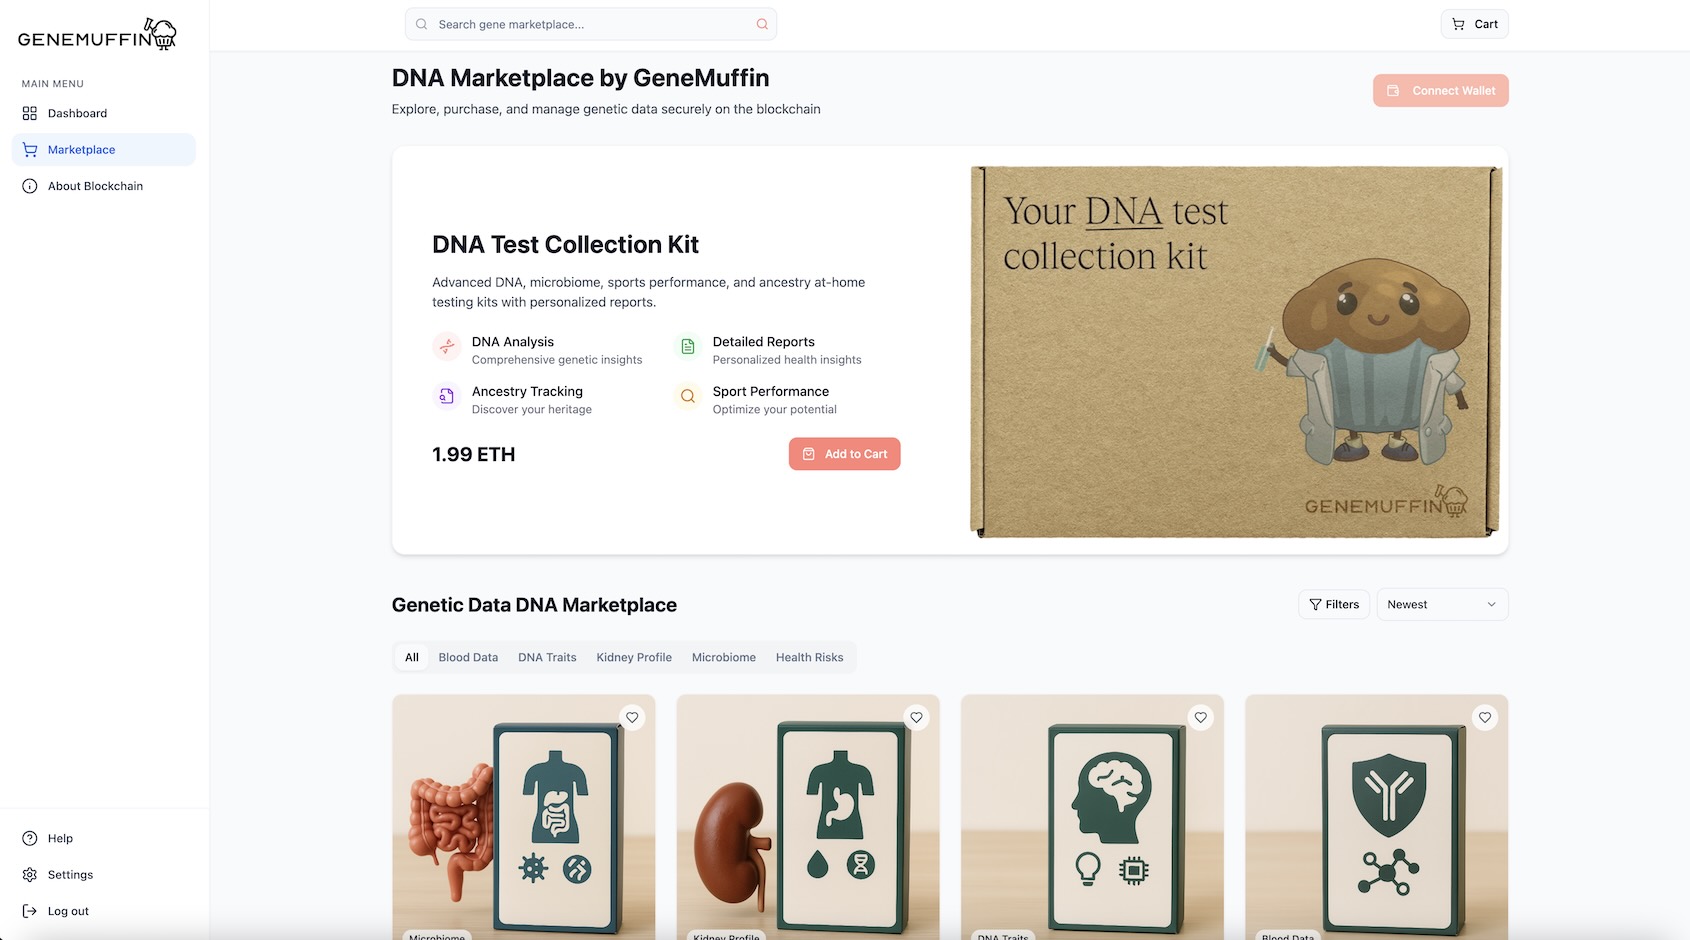 GENEMUFFIN
Search gene marketplace...
Cart
MAIN MENU
Dashboard
Marketplace
About Blockchain
DNA Marketplace by GeneMuffin
Explore, purchase, and manage genetic data securely on the blockchain
Connect Wallet
DNA Test Collection Kit
Advanced DNA, microbiome, sports performance, and ancestry at-home
testing kits with personalized reports.
DNA Analysis
Comprehensive genetic insights
Detailed Reports
Personalized health insights
Ancestry Tracking
Discover your heritage
Sport Performance
Optimize your potential
1.99 ETH
Add to Cart
Your DNA test
collection kit
GENEMUFFIN
Genetic Data DNA Marketplace
Filters
Newest
All
Blood Data
DNA Traits
Kidney Profile
Microbiome
Health Risks
Microbiome
Kidney Profile
DNA Traits
Blood Data
Help
Settings
Log out